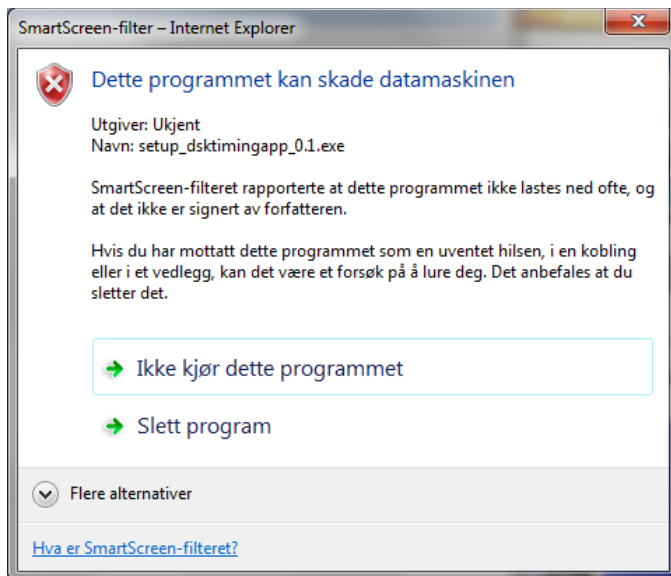 SmartScreen-filter – Internet Explorer
Dette programmet kan skade datamaskinen
Utgiver: Ukjent
Navn: setup_dsktimingapp_0.1.exe
SmartScreen-filteret rapporterte at dette programmet ikke lastes ned ofte, og
at det ikke er signert av forfatteren.
Hvis du har mottatt dette programmet som en uventet hilsen, i en kobling
eller i et vedlegg, kan det være et forsøk på å lure deg. Det anbefales at du
sletter det.
Ikke kjør dette programmet
Slett program
Flere alternativer
Hva er SmartScreen-filteret?